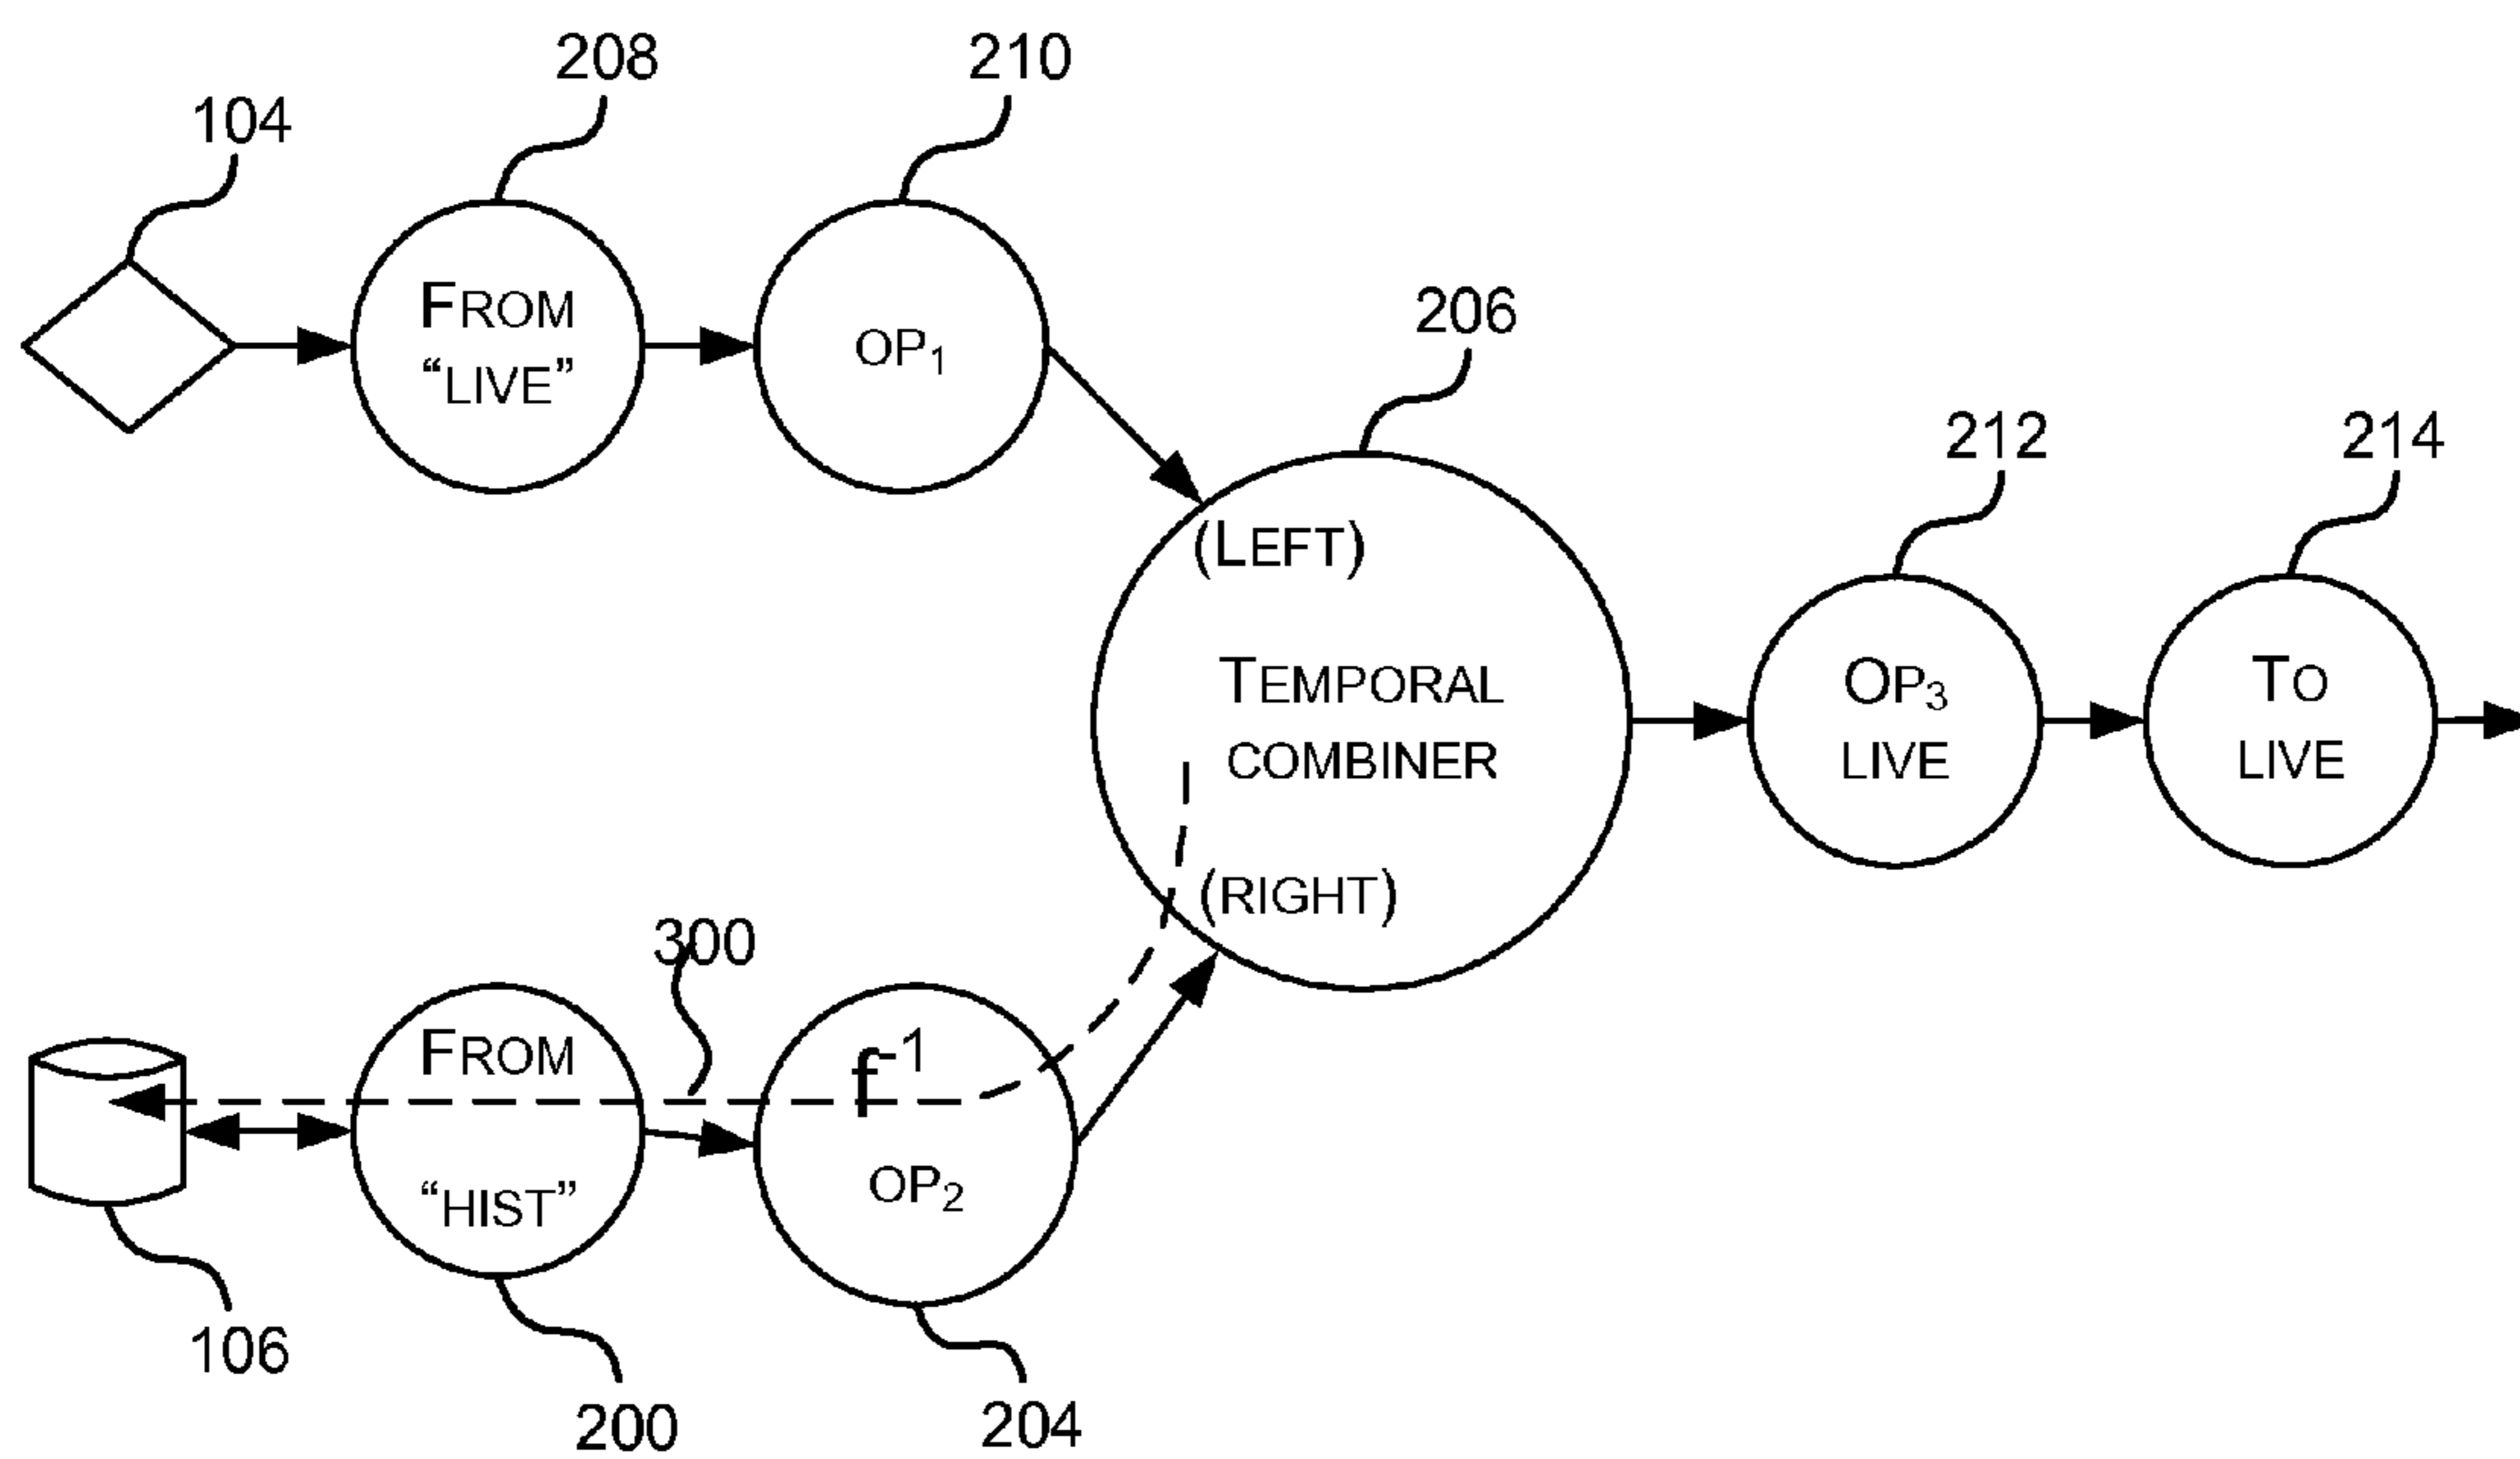 208
210
104
FROM
“LIVE”
OP₁
206
212
214
(LEFT)
TEMPORAL
COMBINER
(RIGHT)
OP₃
LIVE
TO
LIVE
300
FROM
“HIST”
f⁻¹
OP₂
106
200
204